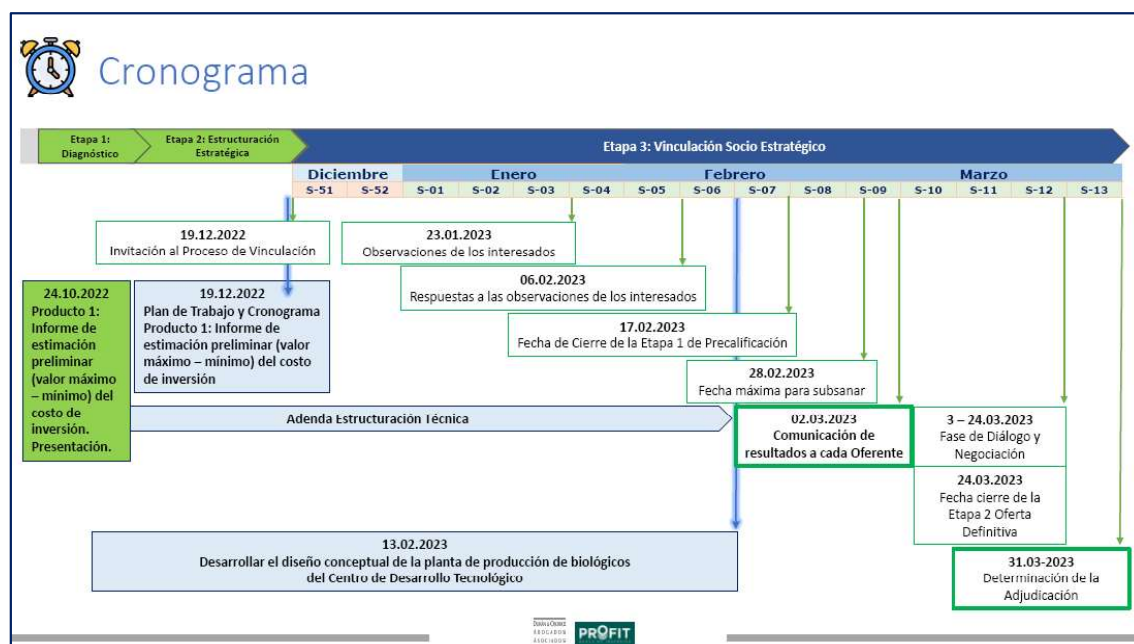 Cronograma
Etapa 1:
Diagnóstico
Etapa 2: Estructuración
Estratégica
Etapa 3: Vinculación Socio Estratégico
Diciembre
Enero
Febrero
Marzo
S-51
S-52
S-01
S-02
S-03
S-04
S-05
S-06
S-07
S-08
S-09
S-10
S-11
S-12
S-13
19.12.2022
Invitación al Proceso de Vinculación
23.01.2023
Observaciones de los interesados
06.02.2023
Respuestas a las observaciones de los interesados
24.10.2022
Producto 1:
Informe de
estimación
preliminar
(valor máximo
– mínimo) del
costo de
inversión.
Presentación.
19.12.2022
Plan de Trabajo y Cronograma
Producto 1: Informe de
estimación preliminar (valor
máximo – mínimo) del costo
de inversión
17.02.2023
Fecha de Cierre de la Etapa 1 de Precalificación
28.02.2023
Fecha máxima para subsanar
Adenda Estructuración Técnica
02.03.2023
Comunicación de
resultados a cada Oferente
3 – 24.03.2023
Fase de Diálogo y
Negociación
24.03.2023
Fecha cierre de la
Etapa 2 Oferta
Definitiva
13.02.2023
Desarrollar el diseño conceptual de la planta de producción de biológicos
del Centro de Desarrollo Tecnológico
31.03-2023
Determinación de la
Adjudicación
ABOGADOS
ASOCIADOS
PROFIT